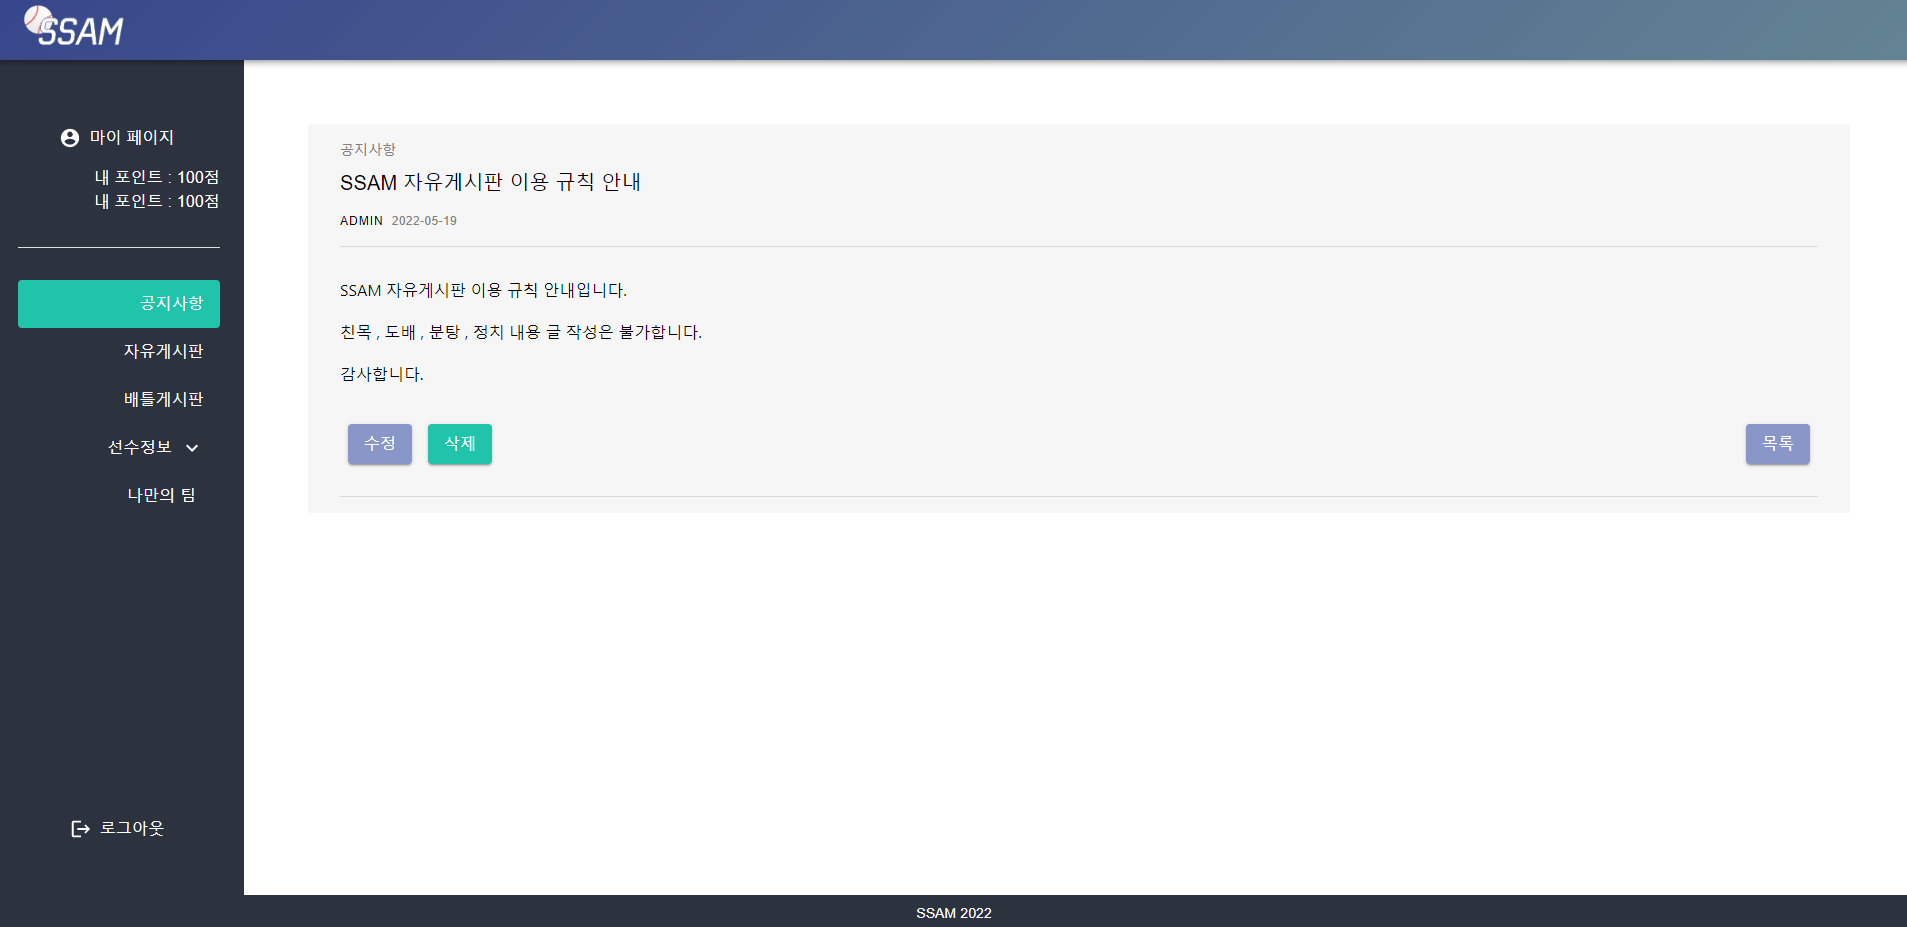 SSAM
마이 페이지
내 포인트 : 100점
내 포인트 : 100점
공지사항
자유게시판
배틀게시판
선수정보
나만의 팀
로그아웃
공지사항
SSAM 자유게시판 이용 규칙 안내
ADMIN 2022-05-19
SSAM 자유게시판 이용 규칙 안내입니다.
친목 , 도배 , 분탕 , 정치 내용 글 작성은 불가합니다.
감사합니다.
수정 삭제 목록
SSAM 2022